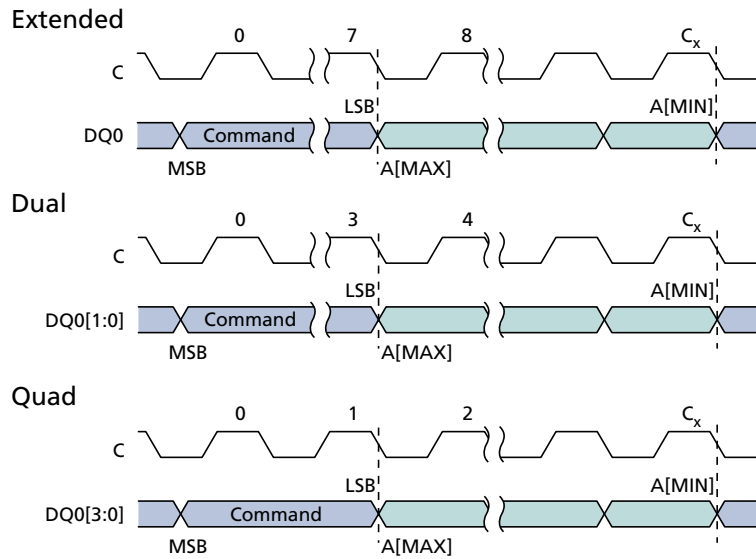 Extended
0 7 8 Cx
C
LSB A[MIN]
DQ0 Command
MSB A[MAX]
Dual
0 3 4 Cx
C
LSB A[MIN]
DQ0[1:0] Command
MSB A[MAX]
Quad
0 1 2 Cx
C
LSB A[MIN]
DQ0[3:0] Command
MSB A[MAX]